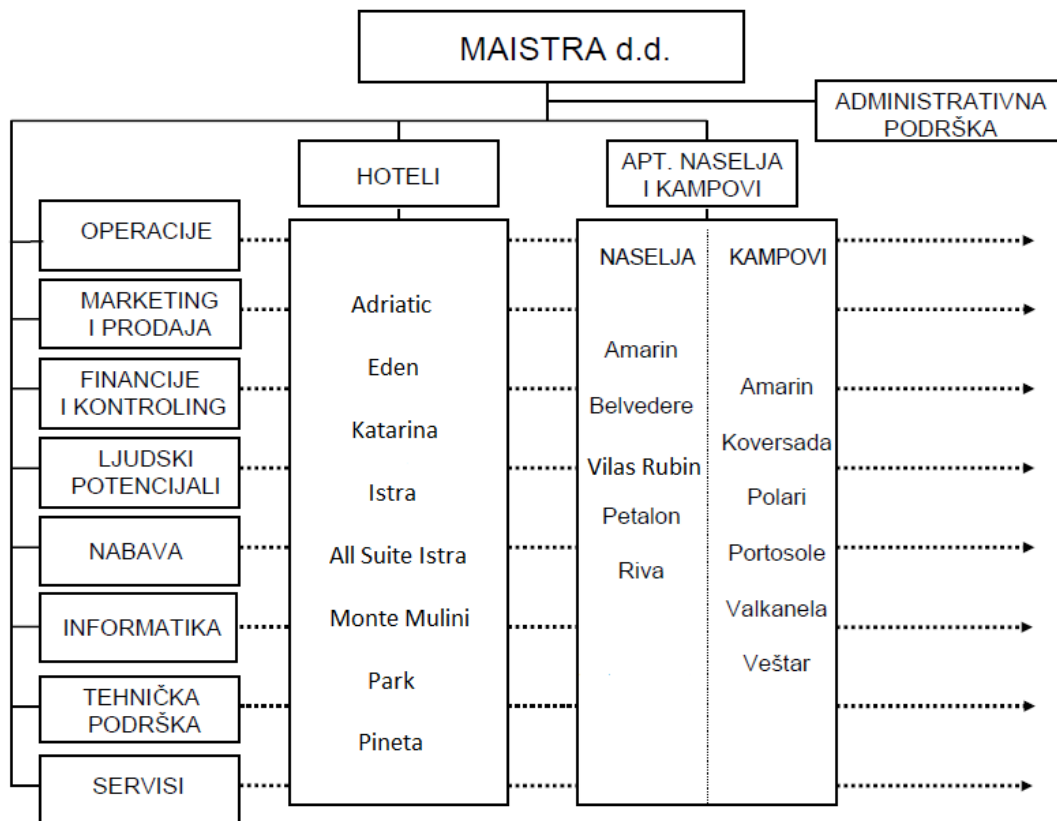 MAISTRA d.d.
ADMINISTRATIVNA
PODRŠKA
HOTELI
APT. NASELJA
I KAMPOVI
OPERACIJE
MARKETING
I PRODAJA
FINANCIJE
I KONTROLING
LJUDSKI
POTENCIJALI
NABAVA
INFORMATIKA
TEHNIČKA
PODRŠKA
SERVISI
Adriatic
Eden
Katarina
Istra
All Suite Istra
Monte Mulini
Park
Pineta
NASELJA
Amarin
Belvedere
Vilas Rubin
Petalon
Riva
KAMPOVI
Amarin
Koversada
Polari
Portosole
Valkanela
Veštar